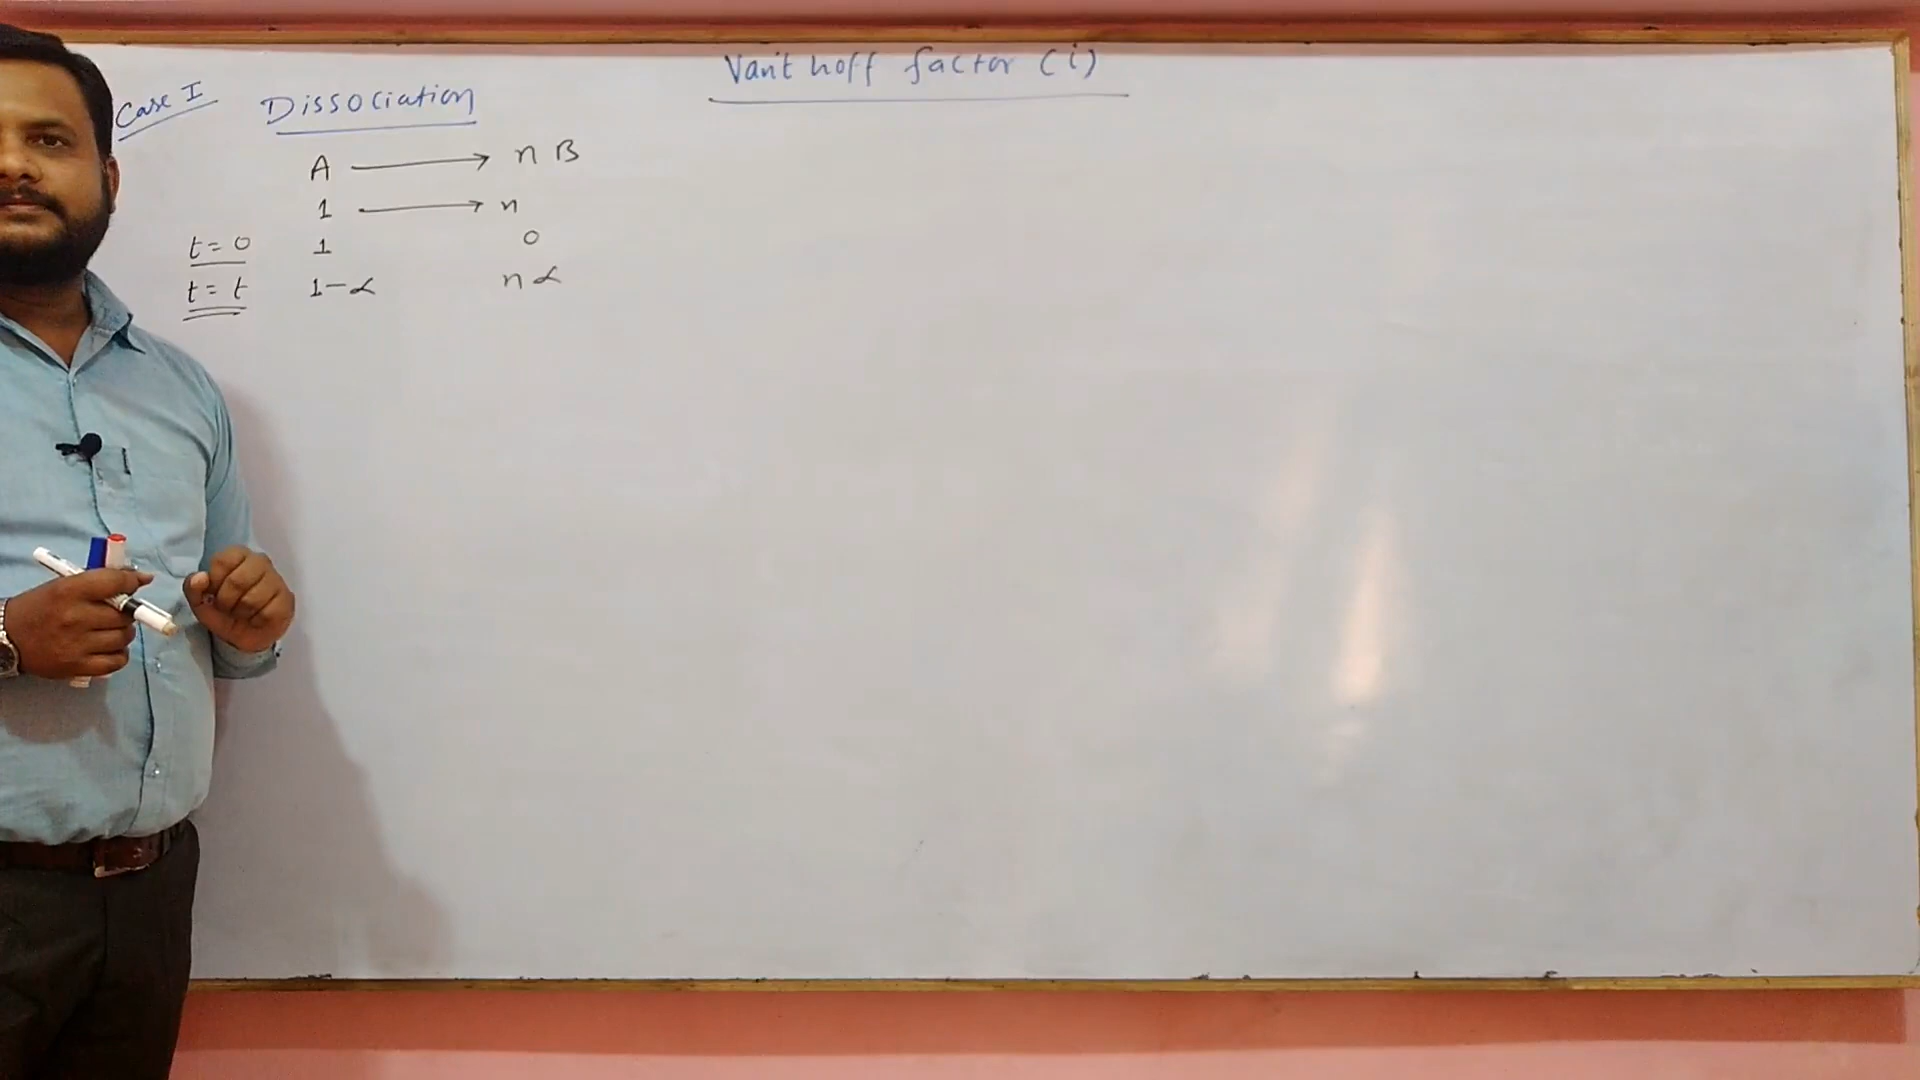 Vant hoff factor (i)
Case I Dissociation
A ⟶ n B
1 ⟶ n
t = 0 1 0
t = t 1-α nα